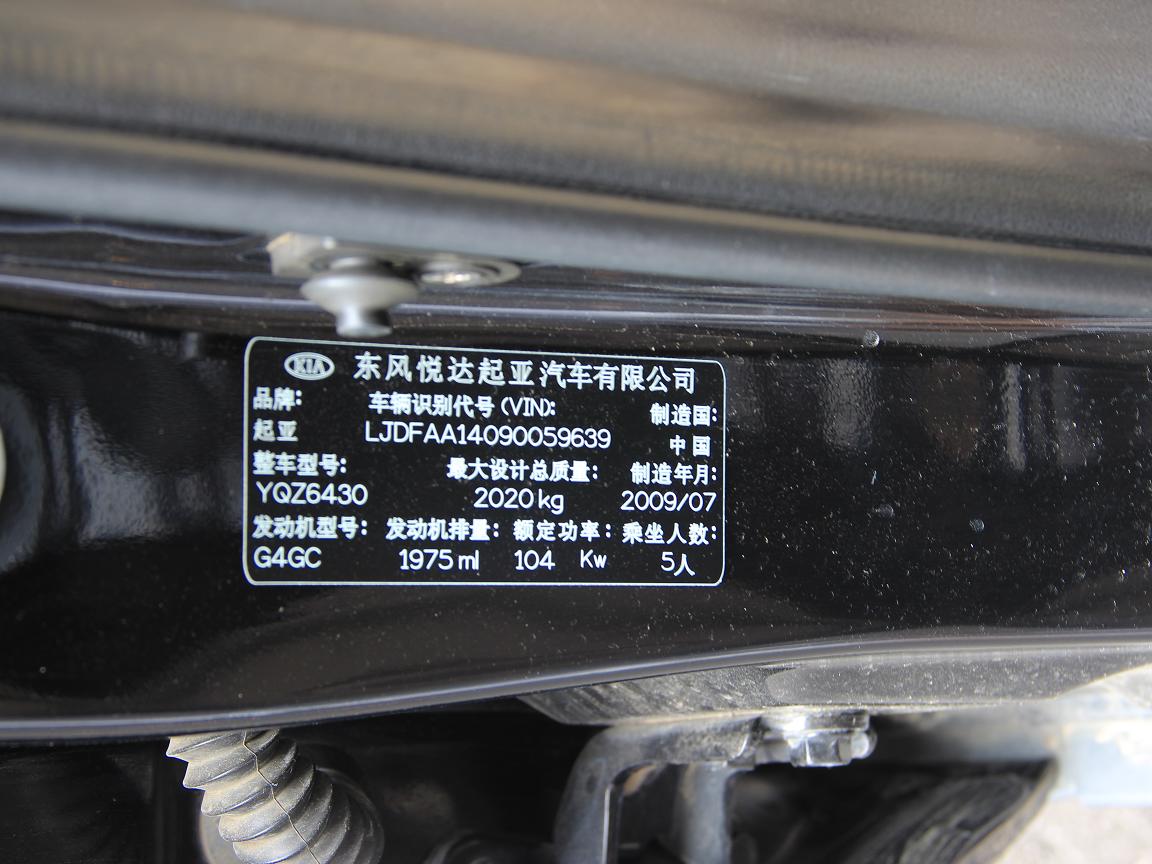 KIA 东风悦达起亚汽车有限公司
品牌: 车辆识别代号 (VIN): 制造国:
起亚 LJDFAA14090059639 中国
整车型号: 最大设计总质量: 制造年月:
YQZ6430 2020kg 2009/07
发动机型号: 发动机排量: 额定功率: 乘坐人数:
G4GC 1975ml 104 Kw 5人